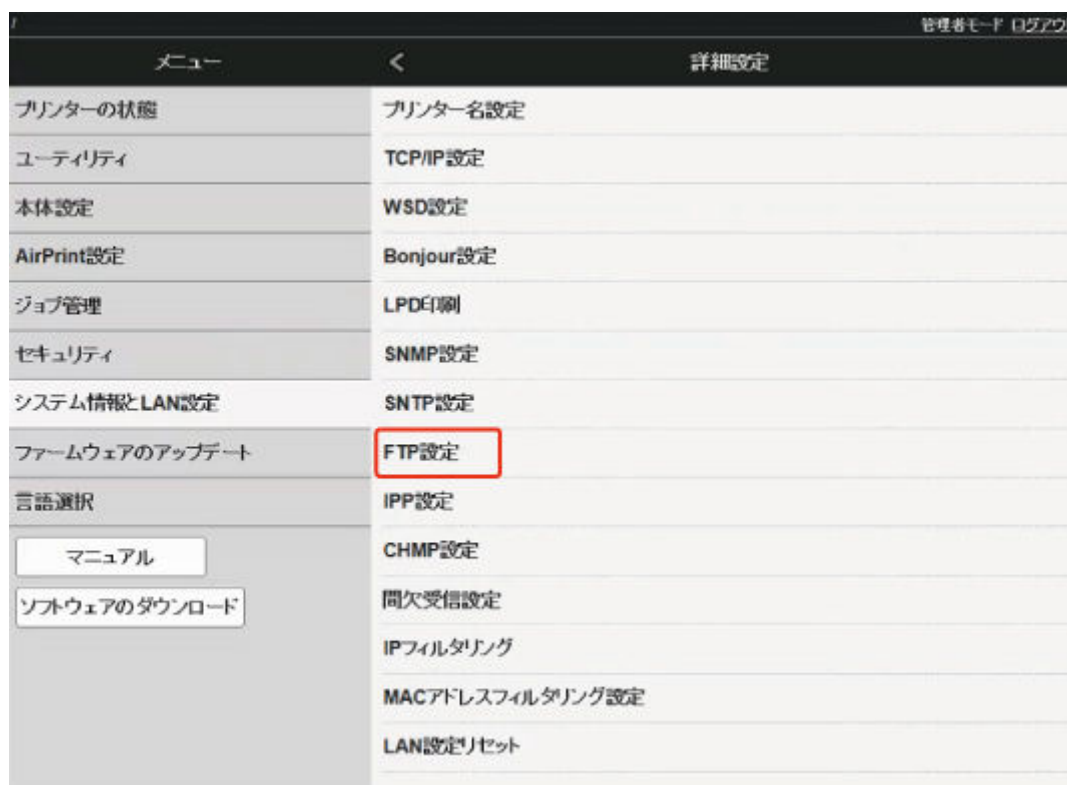 管理者モード ログアウ
メニュー
<
詳細設定
プリンターの状態
ユーティリティ
本体設定
AirPrint設定
ジョブ管理
セキュリティ
システム情報とLAN設定
ファームウェアのアップデート
言語選択
マニュアル
ソフトウェアのダウンロード
プリンター名設定
TCP/IP設定
WSD設定
Bonjour設定
LPD印刷
SNMP設定
SNTP設定
FTP設定
IPP設定
CHMP設定
間欠受信設定
IPフィルタリング
MACアドレスフィルタリング設定
LAN設定リセット